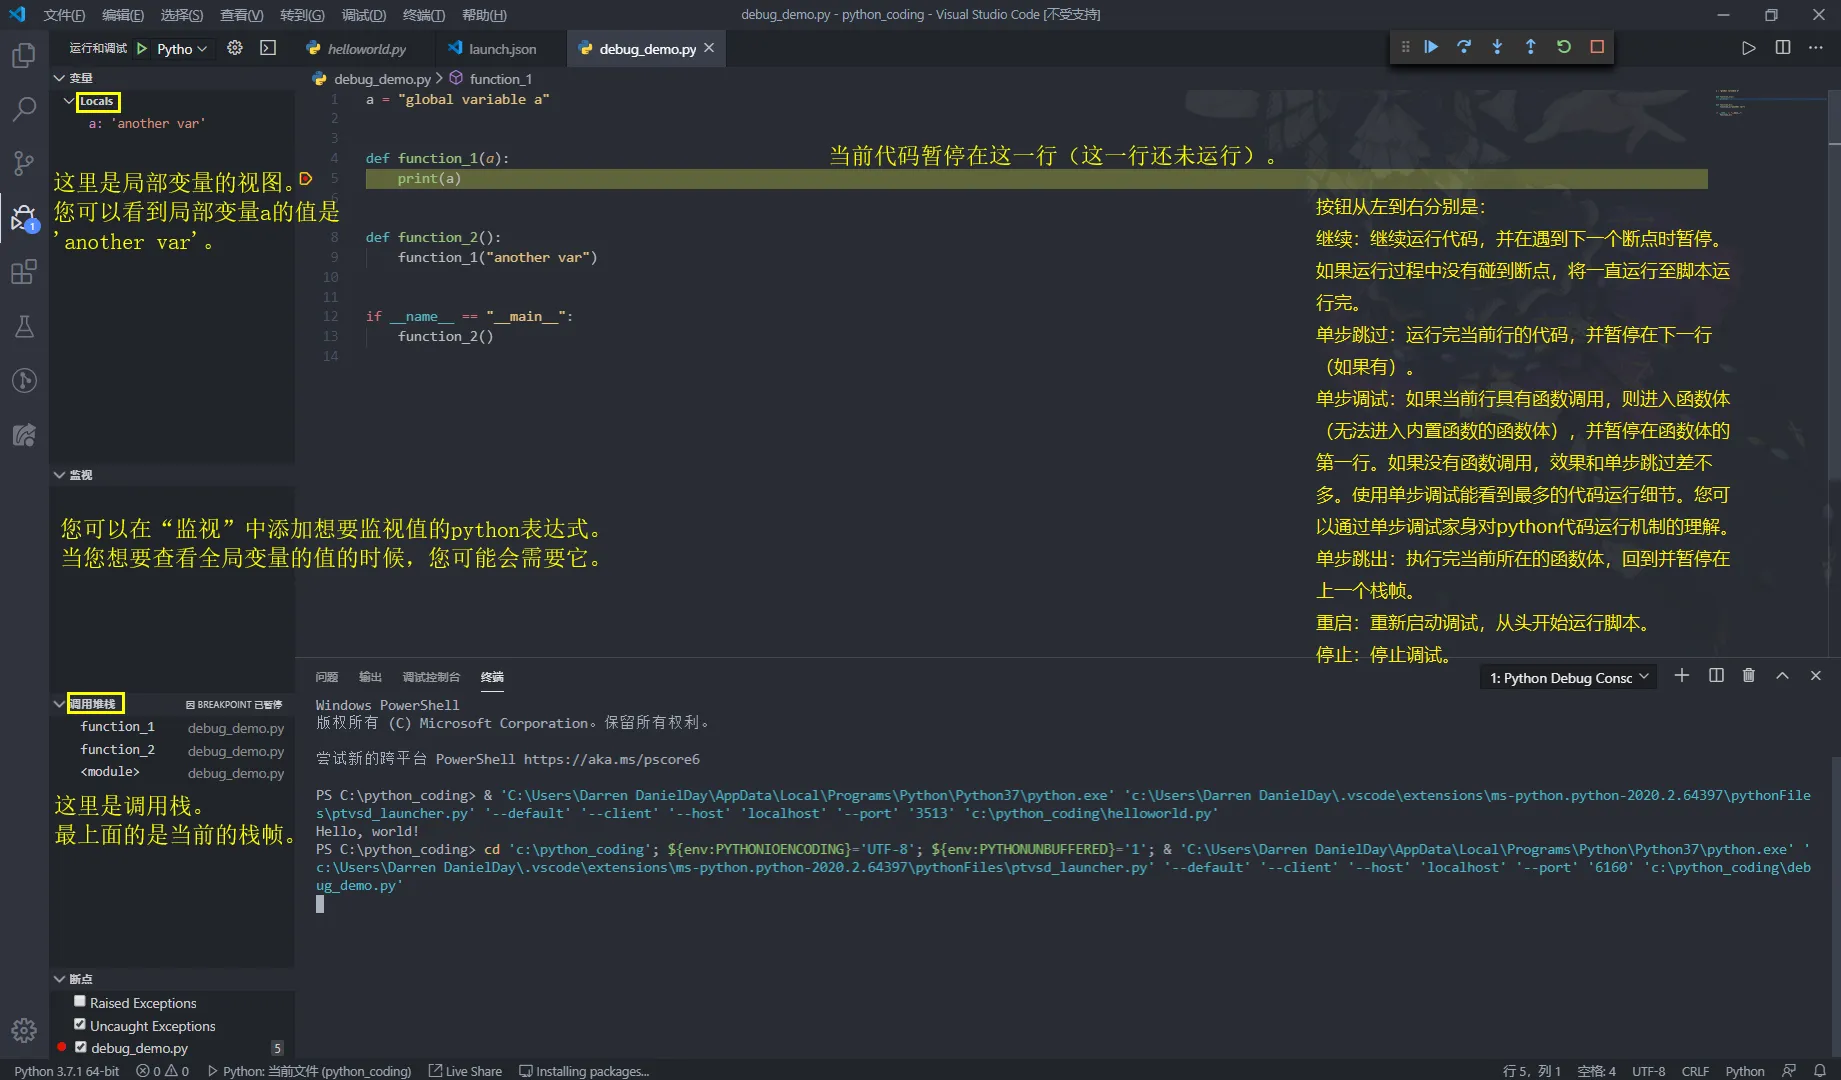 文件(F) 编辑(E) 选择(S) 查看(V) 转到(G) 调试(D) 终端(T) 帮助(H) debug_demo.py - python_coding - Visual Studio Code [不受支持]
运行和调试 Pytho helloworld.py launch.json debug_demo.py
变量
Locals
a: 'another var'
这里是局部变量的视图。
您可以看到局部变量a的值是
'another var'。
监视
您可以在“监视”中添加想要监视值的python表达式。
当您想要查看全局变量的值的时候，您可能会需要它。
调用堆栈 因 BREAKPOINT 已暂停
function_1 debug_demo.py
function_2 debug_demo.py
<module> debug_demo.py
这里是调用栈。
最上面的是当前的栈帧。
断点
Raised Exceptions
Uncaught Exceptions
debug_demo.py 5
debug_demo.py > function_1
1 a = "global variable a"
2
3
4 def function_1(a):
5 print(a)
当前代码暂停在这一行（这一行还未运行）。
8 def function_2():
9 function_1("another var")
10
11
12 if __name__ == "__main__":
13 function_2()
14
按钮从左到右分别是：
继续：继续运行代码，并在遇到下一个断点时暂停。
如果运行过程中没有碰到断点，将一直运行至脚本运
行完。
单步跳过：运行完当前行的代码，并暂停在下一行
（如果有）。
单步调试：如果当前行具有函数调用，则进入函数体
（无法进入内置函数的函数体），并暂停在函数体的
第一行。如果没有函数调用，效果和单步跳过差不
多。使用单步调试能看到最多的代码运行细节。您可
以通过单步调试家身对python代码运行机制的理解。
单步跳出：执行完当前所在的函数体，回到并暂停在
上一个栈帧。
重启：重新启动调试，从头开始运行脚本。
停止：停止调试。
问题 输出 调试控制台 终端 1: Python Debug Consc
Windows PowerShell
版权所有 (C) Microsoft Corporation。保留所有权利。
尝试新的跨平台 PowerShell https://aka.ms/pscore6
PS C:\python_coding> & 'C:\Users\Darren DanielDay\AppData\Local\Programs\Python\Python37\python.exe' 'c:\Users\Darren DanielDay\.vscode\extensions\ms-python.python-2020.2.64397\pythonFile
s\ptvsd_launcher.py' '--default' '--client' '--host' 'localhost' '--port' '3513' 'c:\python_coding\helloworld.py'
Hello, world!
PS C:\python_coding> cd 'c:\python_coding'; ${env:PYTHONIOENCODING}='UTF-8'; ${env:PYTHONUNBUFFERED}='1'; & 'C:\Users\Darren DanielDay\AppData\Local\Programs\Python\Python37\python.exe' '
c:\Users\Darren DanielDay\.vscode\extensions\ms-python.python-2020.2.64397\pythonFiles\ptvsd_launcher.py' '--default' '--client' '--host' 'localhost' '--port' '6160' 'c:\python_coding\deb
ug_demo.py'
Python 3.7.1 64-bit 0 0 Python: 当前文件 (python_coding) Live Share Installing packages... 行 5，列 1 空格: 4 UTF-8 CRLF Python